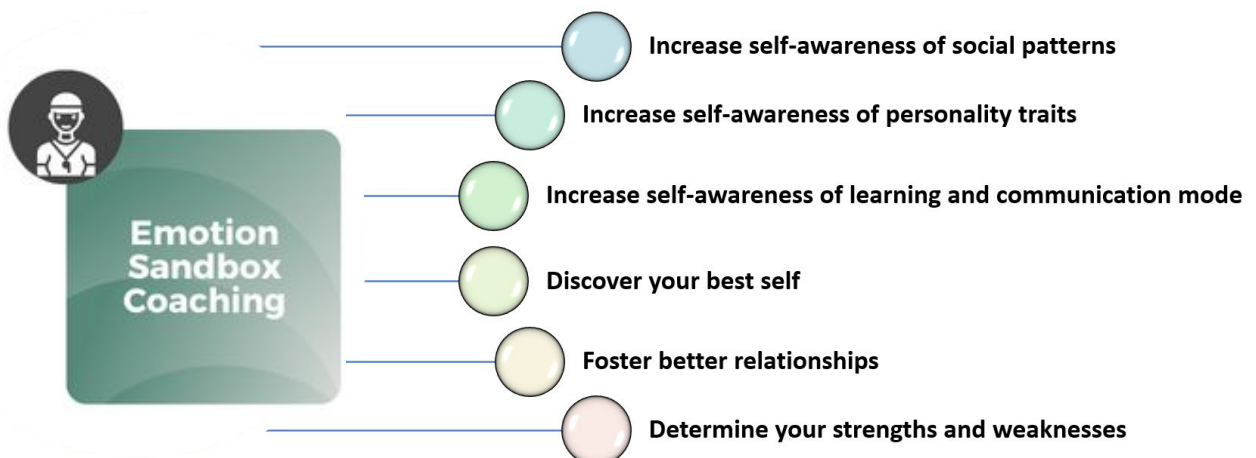 Increase self-awareness of social patterns
Increase self-awareness of personality traits
Increase self-awareness of learning and communication mode
Emotion
Sandbox
Coaching
Discover your best self
Foster better relationships
Determine your strengths and weaknesses